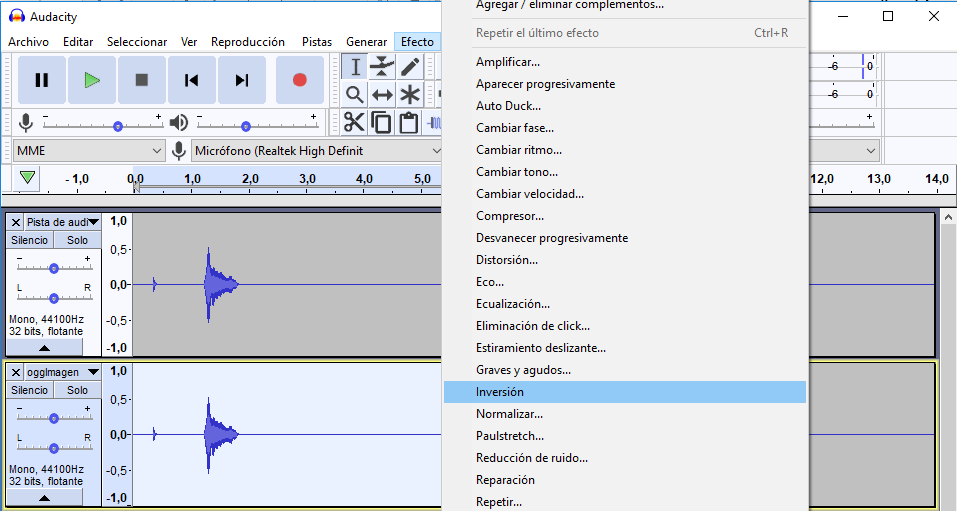 Audacity
Agregar / eliminar complementos...
Archivo Editar Seleccionar Ver Reproducción Pistas Generar Efecto
Repetir el último efecto Ctrl+R
Amplificar...
Aparecer progresivamente
Auto Duck...
Cambiar fase...
Cambiar ritmo...
Cambiar tono...
Cambiar velocidad...
Compresor...
Desvanecer progresivamente
Distorsión...
Eco...
Ecualización...
Eliminación de click...
Estiramiento deslizante...
Graves y agudos...
Inversión
Normalizar...
Paulstretch...
Reducción de ruido...
Reparación
Repetir...
-6 0
-6 0
- + - +
MME Micrófono (Realtek High Definit
- 1,0 0,0 1,0 2,0 3,0 4,0 5,0 12,0 13,0 14,0
Pista de audi 1,0
Silencio Solo
0,5-
- +
0,0-
L R
-0,5-
Mono, 44100Hz
32 bits, flotante
-1,0
oggImagen 1,0
Silencio Solo
0,5-
- +
0,0-
L R
-0,5-
Mono, 44100Hz
32 bits, flotante
-1,0